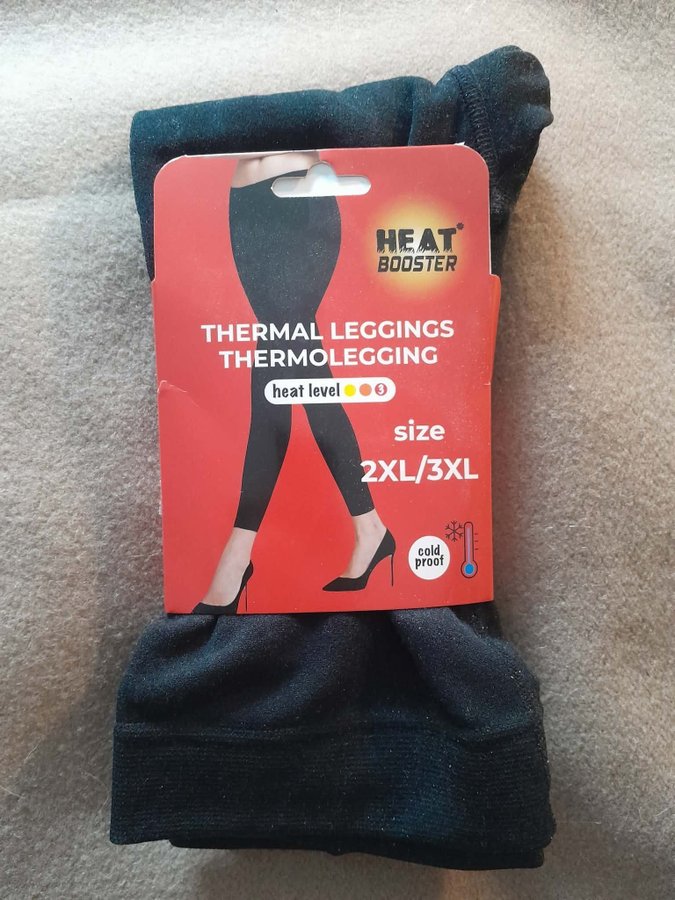 HEAT
BOOSTER
THERMAL LEGGINGS
THERMOLEGGING
heat level 3
size
2XL/3XL
cold
proof